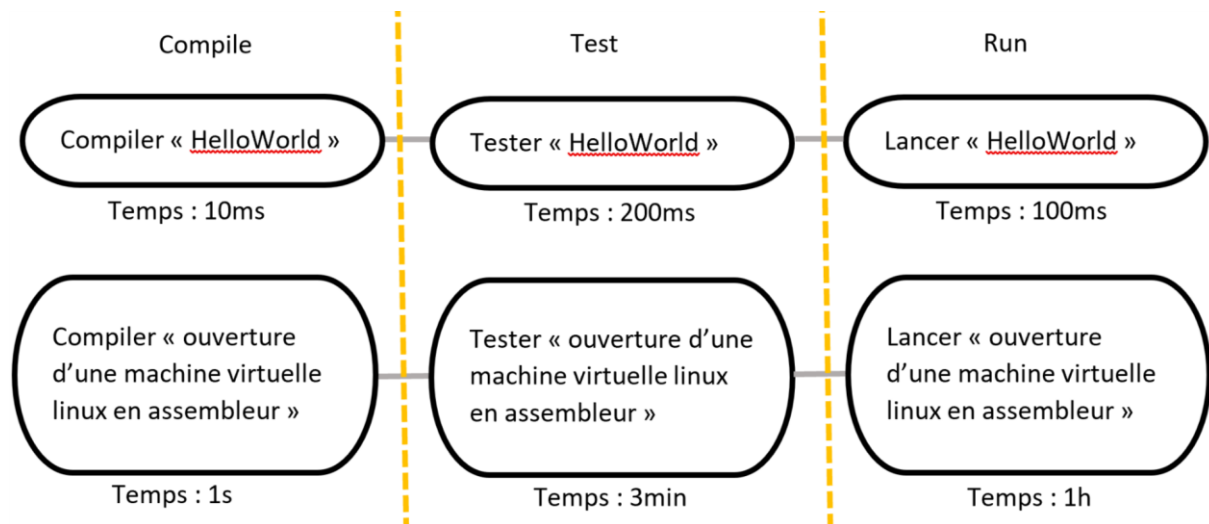 Compile
Test
Run
Compiler « HelloWorld »
Tester « HelloWorld »
Lancer « HelloWorld »
Temps : 10ms
Temps : 200ms
Temps : 100ms
Compiler « ouverture
d’une machine virtuelle
linux en assembleur »
Tester « ouverture d’une
machine virtuelle linux
en assembleur »
Lancer « ouverture
d’une machine virtuelle
linux en assembleur »
Temps : 1s
Temps : 3min
Temps : 1h